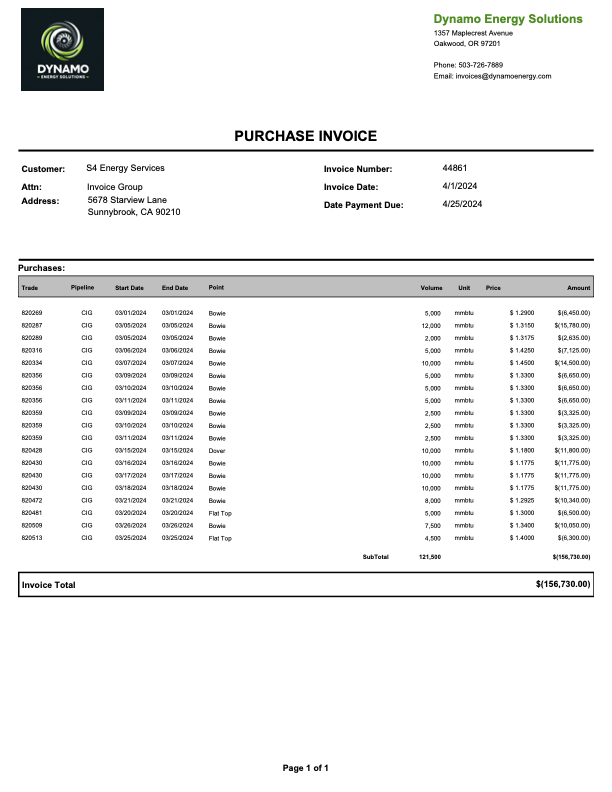 DYNAMO
– ENERGY SOLUTIONS –
Dynamo Energy Solutions
1357 Maplecrest Avenue
Oakwood, OR 97201
Phone: 503-726-7889
Email: invoices@dynamoenergy.com
PURCHASE INVOICE
Customer: S4 Energy Services Invoice Number: 44861
Attn: Invoice Group Invoice Date: 4/1/2024
Address: 5678 Starview Lane Date Payment Due: 4/25/2024
Sunnybrook, CA 90210
Purchases:
Trade Pipeline Start Date End Date Point Volume Unit Price Amount
820269 CIG 03/01/2024 03/01/2024 Bowie 5,000 mmbtu $ 1.2900 $(6,450.00)
820287 CIG 03/05/2024 03/05/2024 Bowie 12,000 mmbtu $ 1.3150 $(15,780.00)
820289 CIG 03/05/2024 03/05/2024 Bowie 2,000 mmbtu $ 1.3175 $(2,635.00)
820316 CIG 03/06/2024 03/06/2024 Bowie 5,000 mmbtu $ 1.4250 $(7,125.00)
820334 CIG 03/07/2024 03/07/2024 Bowie 10,000 mmbtu $ 1.4500 $(14,500.00)
820356 CIG 03/09/2024 03/09/2024 Bowie 5,000 mmbtu $ 1.3300 $(6,650.00)
820356 CIG 03/10/2024 03/10/2024 Bowie 5,000 mmbtu $ 1.3300 $(6,650.00)
820356 CIG 03/11/2024 03/11/2024 Bowie 5,000 mmbtu $ 1.3300 $(6,650.00)
820359 CIG 03/09/2024 03/09/2024 Bowie 2,500 mmbtu $ 1.3300 $(3,325.00)
820359 CIG 03/10/2024 03/10/2024 Bowie 2,500 mmbtu $ 1.3300 $(3,325.00)
820359 CIG 03/11/2024 03/11/2024 Bowie 2,500 mmbtu $ 1.3300 $(3,325.00)
820428 CIG 03/15/2024 03/15/2024 Dover 10,000 mmbtu $ 1.1800 $(11,800.00)
820430 CIG 03/16/2024 03/16/2024 Bowie 10,000 mmbtu $ 1.1775 $(11,775.00)
820430 CIG 03/17/2024 03/17/2024 Bowie 10,000 mmbtu $ 1.1775 $(11,775.00)
820430 CIG 03/18/2024 03/18/2024 Bowie 10,000 mmbtu $ 1.1775 $(11,775.00)
820472 CIG 03/21/2024 03/21/2024 Bowie 8,000 mmbtu $ 1.2925 $(10,340.00)
820481 CIG 03/20/2024 03/20/2024 Flat Top 5,000 mmbtu $ 1.3000 $(6,500.00)
820509 CIG 03/26/2024 03/26/2024 Bowie 7,500 mmbtu $ 1.3400 $(10,050.00)
820513 CIG 03/25/2024 03/25/2024 Flat Top 4,500 mmbtu $ 1.4000 $(6,300.00)
SubTotal 121,500 $(156,730.00)
Invoice Total $(156,730.00)
Page 1 of 1